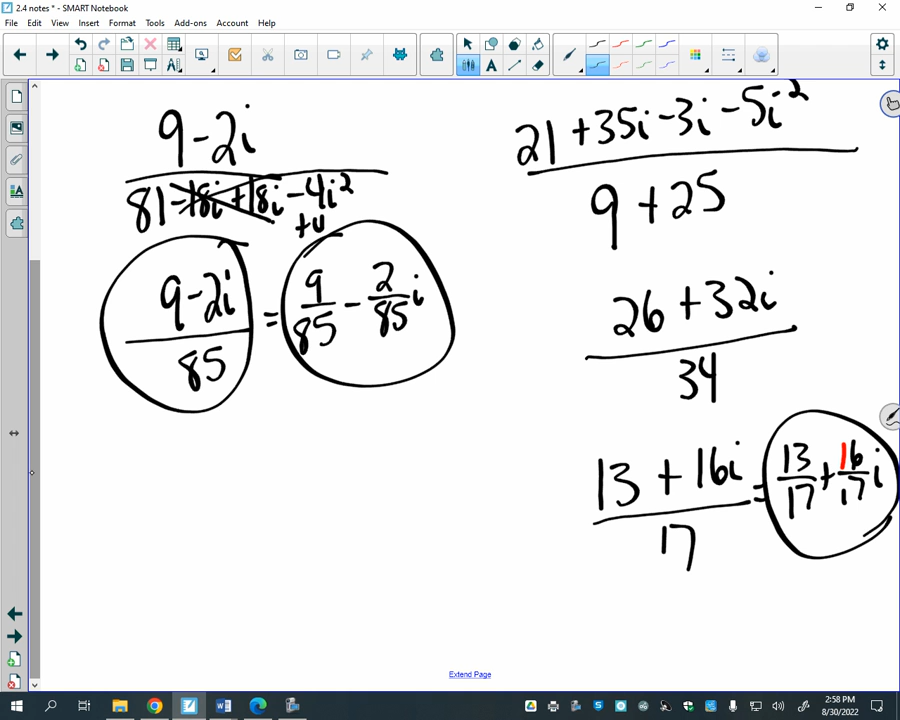 2.4 notes * - SMART Notebook
File Edit View Insert Format Tools Add-ons Account Help
9-2i
81-18i+18i-4i²
+4
9-2i
85
=
9/85 - 2/85 i
21+35i-3i-5i²
9+25
26+32i
34
13+16i
17
=
13/17 + 16/17 i
Extend Page
2:58 PM
8/30/2022